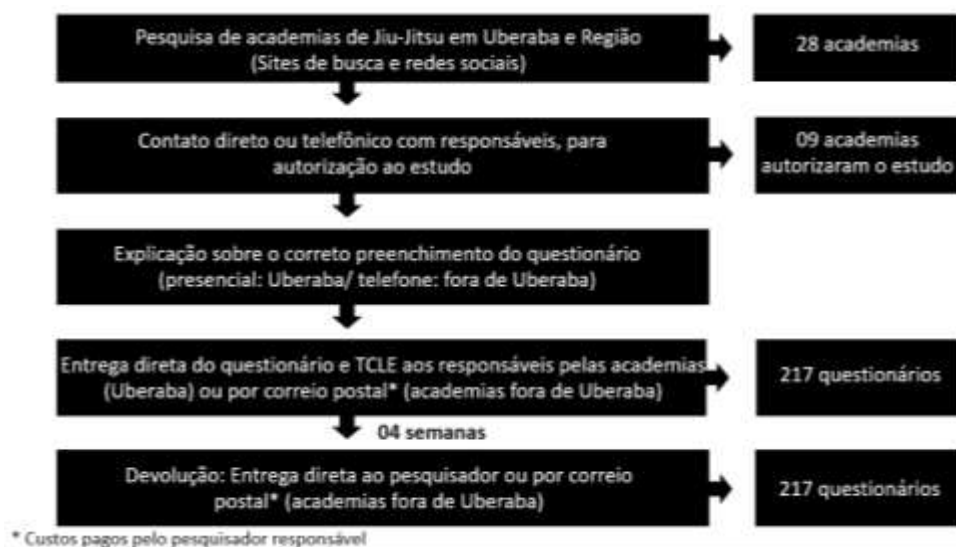 Pesquisa de academias de Jiu-Jitsu em Uberaba e Região
(Sites de busca e redes sociais)
28 academias
Contato direto ou telefônico com responsáveis, para
autorização ao estudo
09 academias
autorizaram o estudo
Explicação sobre o correto preenchimento do questionário
(presencial: Uberaba/ telefone: fora de Uberaba)
Entrega direta do questionário e TCLE aos responsáveis pelas academias
(Uberaba) ou por correio postal* (academias fora de Uberaba)
217 questionários
04 semanas
Devolução: Entrega direta ao pesquisador ou por correio
postal* (academias fora de Uberaba)
217 questionários
* Custos pagos pelo pesquisador responsável